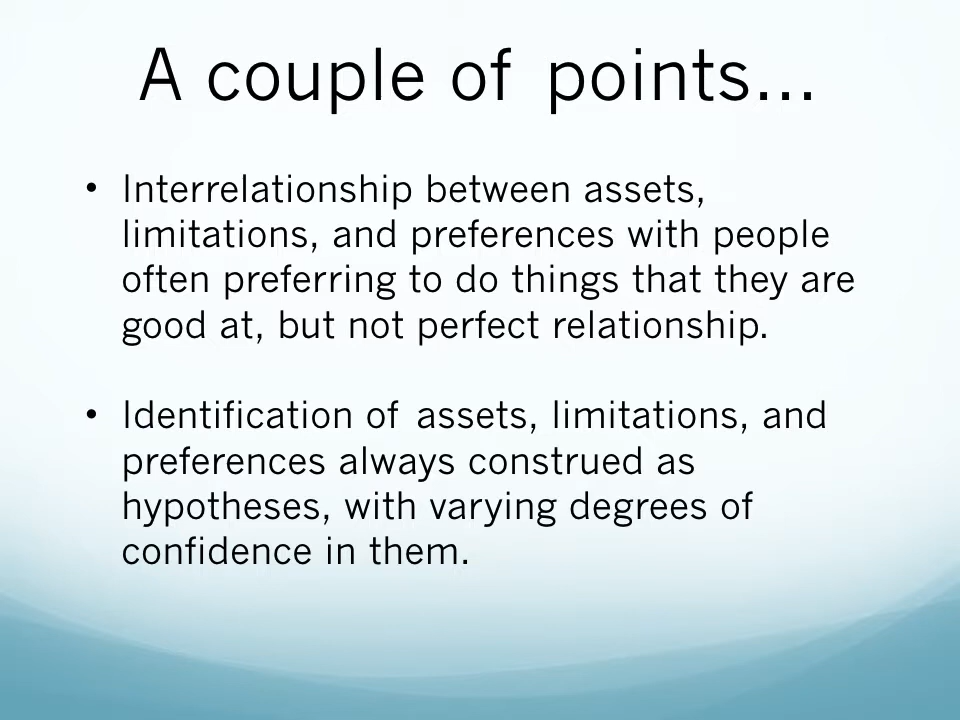 A couple of points...
• Interrelationship between assets,
limitations, and preferences with people
often preferring to do things that they are
good at, but not perfect relationship.
• Identification of assets, limitations, and
preferences always construed as
hypotheses, with varying degrees of
confidence in them.